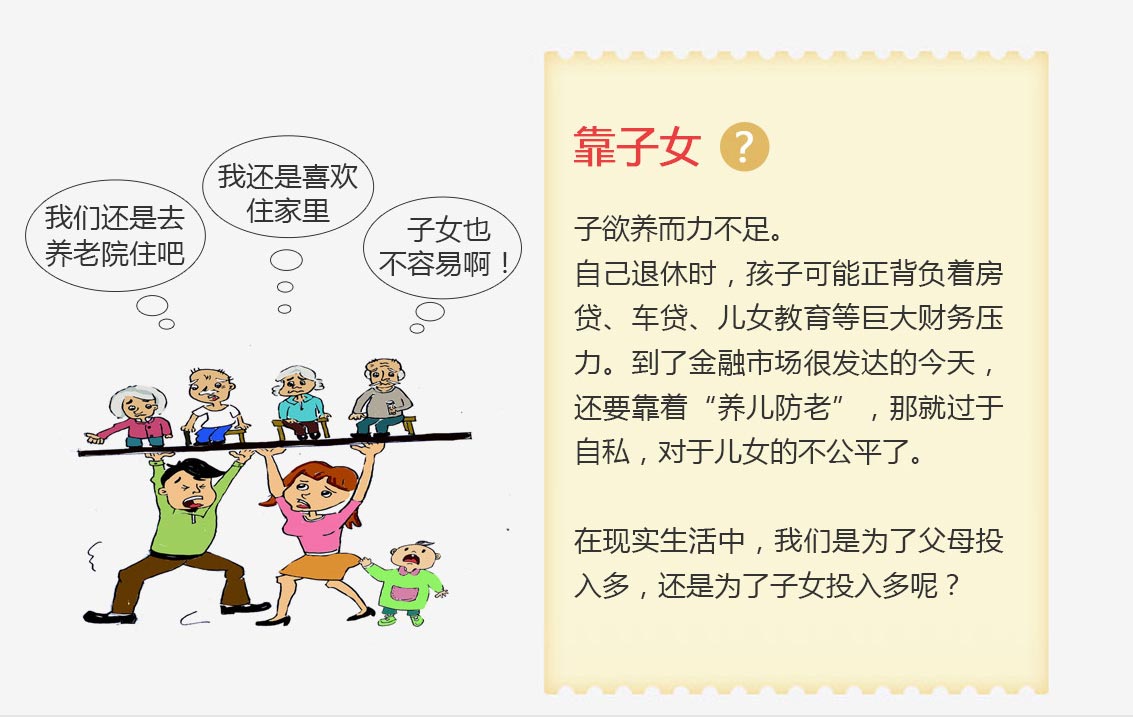 我们还是去
养老院住吧
我还是喜欢
住家里
子女也
不容易啊！
靠子女 ?
子欲养而力不足。
自己退休时，孩子可能正背负着房
贷、车贷、儿女教育等巨大财务压
力。到了金融市场很发达的今天，
还要靠着“养儿防老”，那就过于
自私，对于儿女的不公平了。
在现实生活中，我们是为了父母投
入多，还是为了子女投入多呢？